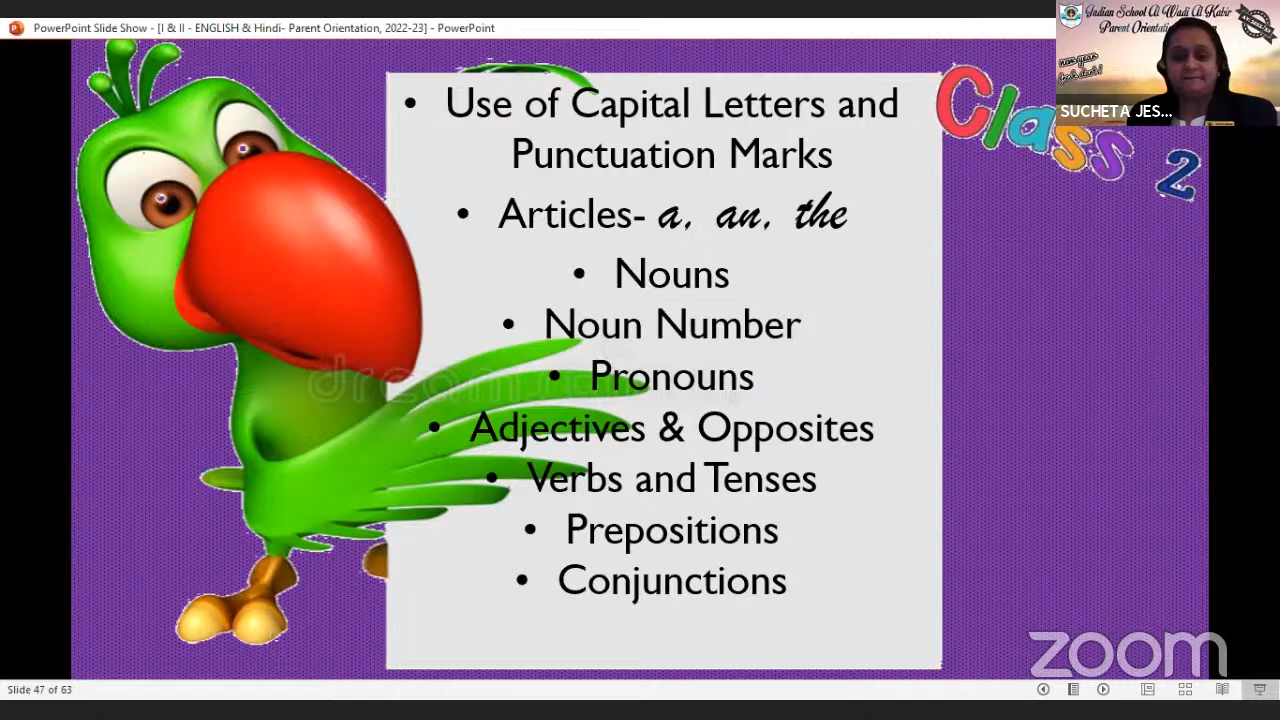 PowerPoint Slide Show - [I & II - ENGLISH & Hindi- Parent Orientation, 2022-23] - PowerPoint
Indian School Al Wadi Al Kabir
Parent Orientation
SUCHETA JES...
Class 2
• Use of Capital Letters and
Punctuation Marks
• Articles- a, an, the
• Nouns
• Noun Number
• Pronouns
• Adjectives & Opposites
• Verbs and Tenses
• Prepositions
• Conjunctions
zoom
Slide 47 of 63